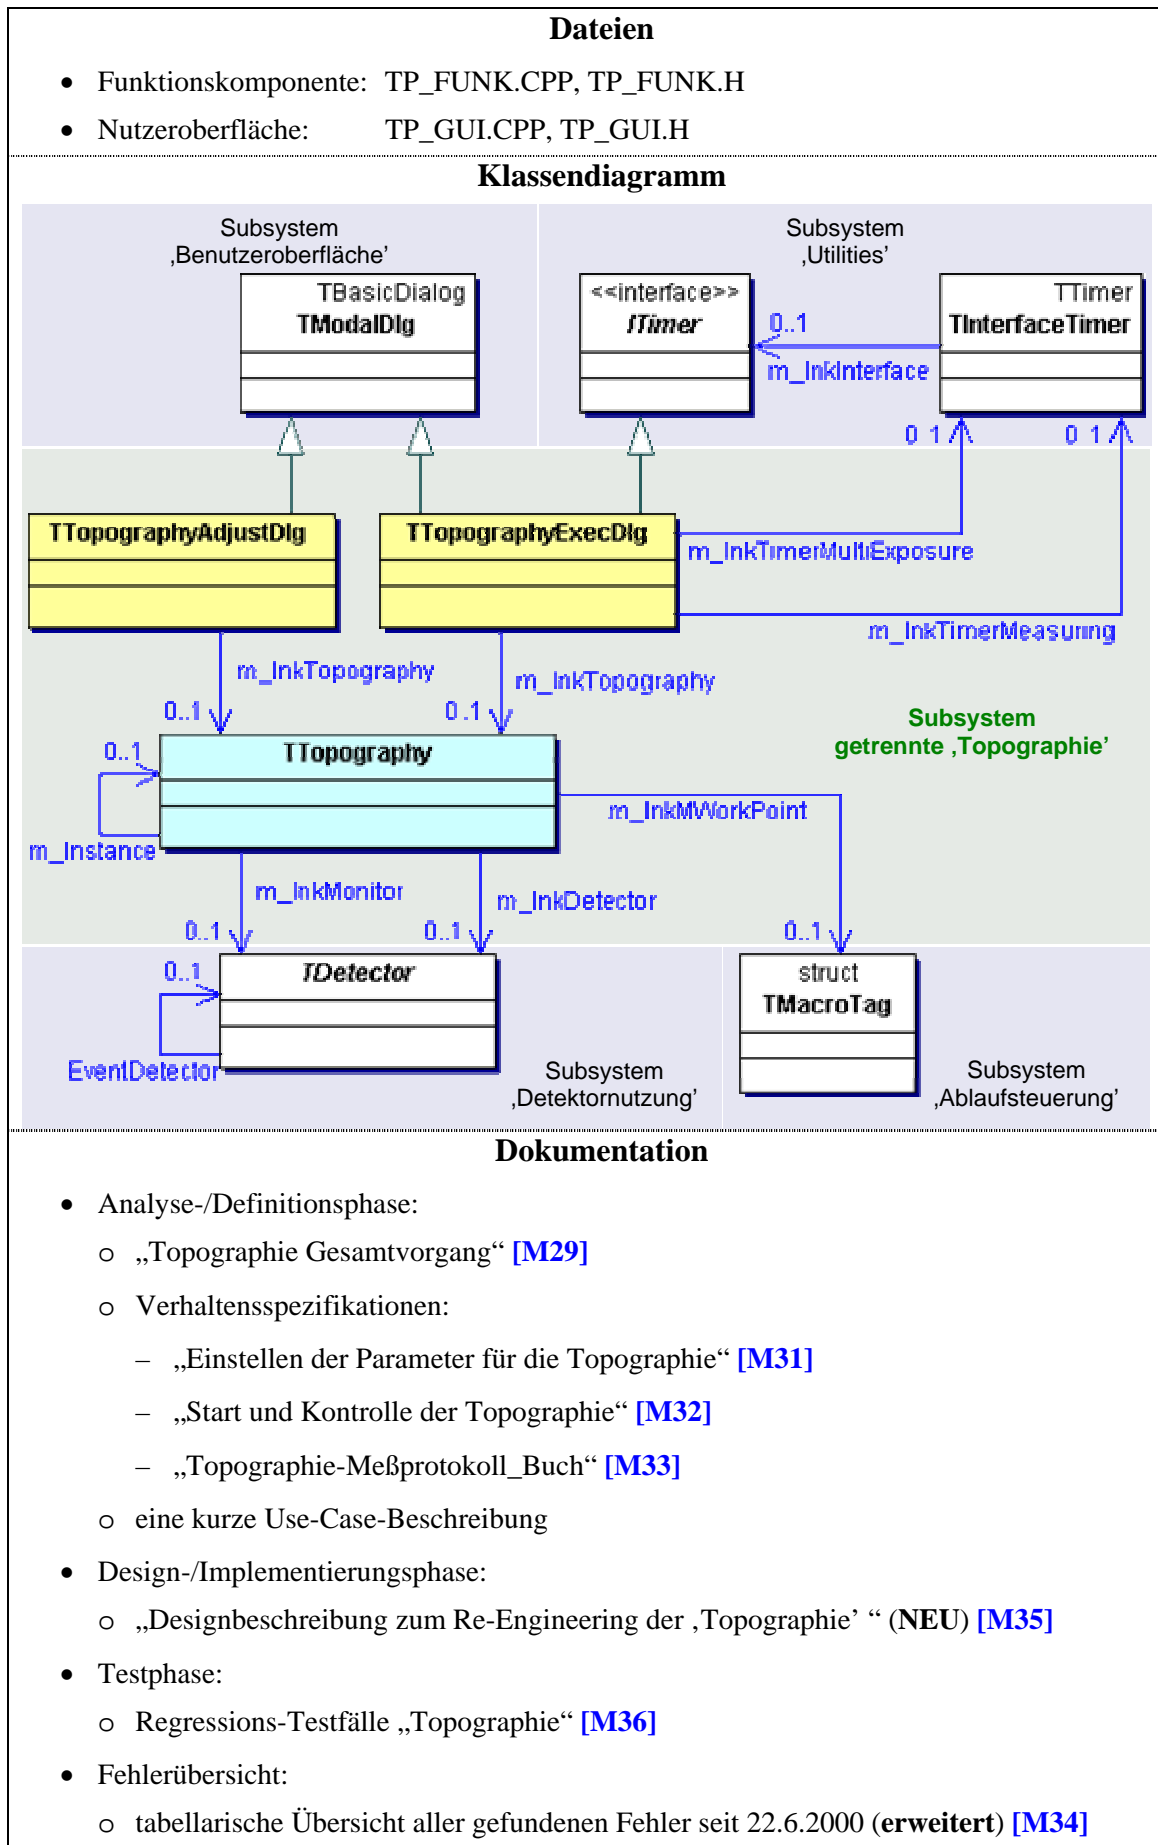 Dateien
• Funktionskomponente: TP_FUNK.CPP, TP_FUNK.H
• Nutzeroberfläche: TP_GUI.CPP, TP_GUI.H
Klassendiagramm
Subsystem
‚Benutzeroberfläche’
Subsystem
‚Utilities’
TBasicDialog
TModalDlg
<<interface>>
ITimer
TTimer
TInterfaceTimer
0..1
m_lnkInterface
0 1
0 1
TTopographyAdjustDlg
TTopographyExecDlg
m_lnkTimerMultiExposure
m_lnkTimerMeasuring
m_lnkTopography
m_lnkTopography
0..1
0.1
Subsystem
getrennte ‚Topographie’
0..1
TTopography
m_lnkMWorkPoint
m_Instance
m_lnkMonitor
m_lnkDetector
0..1
0..1
0..1
0..1
TDetector
struct
TMacroTag
EventDetector
Subsystem
‚Detektornutzung’
Subsystem
‚Ablaufsteuerung’
Dokumentation
• Analyse-/Definitionsphase:
o „Topographie Gesamtvorgang“ [M29]
o Verhaltensspezifikationen:
– „Einstellen der Parameter für die Topographie“ [M31]
– „Start und Kontrolle der Topographie“ [M32]
– „Topographie-Meßprotokoll_Buch“ [M33]
o eine kurze Use-Case-Beschreibung
• Design-/Implementierungsphase:
o „Designbeschreibung zum Re-Engineering der ‚Topographie’ “ (NEU) [M35]
• Testphase:
o Regressions-Testfälle „Topographie“ [M36]
• Fehlerübersicht:
o tabellarische Übersicht aller gefundenen Fehler seit 22.6.2000 (erweitert) [M34]